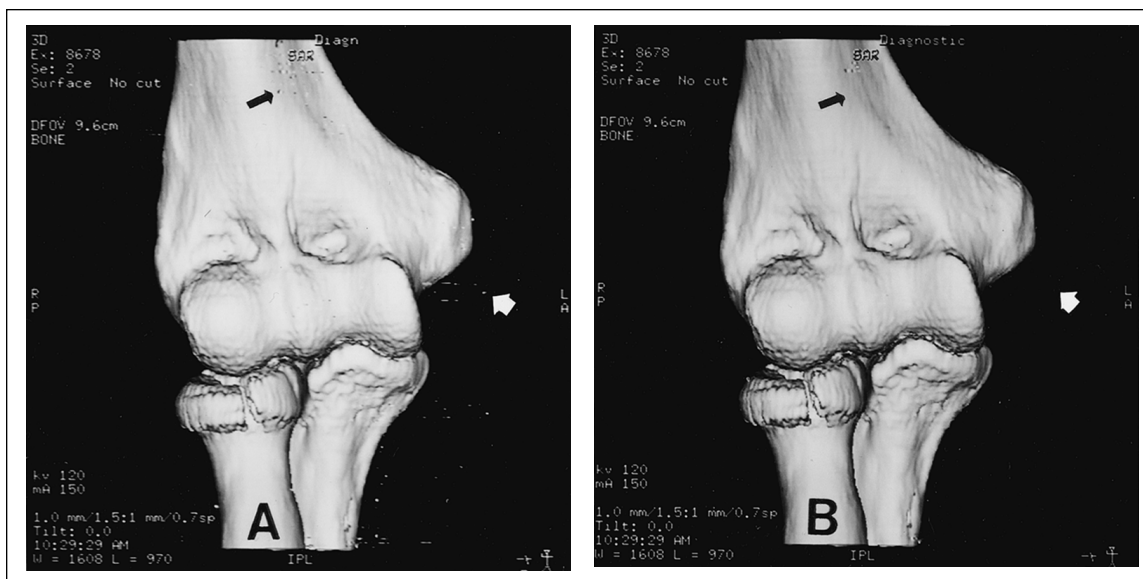 3D
Ex: 8678
Se: 2
Surface No cut
DFOV 9.6cm
BONE
Diagn
SAR
R
P
L
A
kv 120
mA 150
1.0 mm/1.5:1 mm/0.7sp
Tilt: 0.0
10:29:29 AM
W = 1608 L = 970
IPL
A
3D
Ex: 8678
Se: 2
Surface No cut
DFOV 9.6cm
BONE
Diagnostic
SAR
R
P
L
A
kv 120
mA 150
1.0 mm/1.5:1 mm/0.7sp
Tilt: 0.0
10:29:29 AM
W = 1608 L = 970
IPL
B